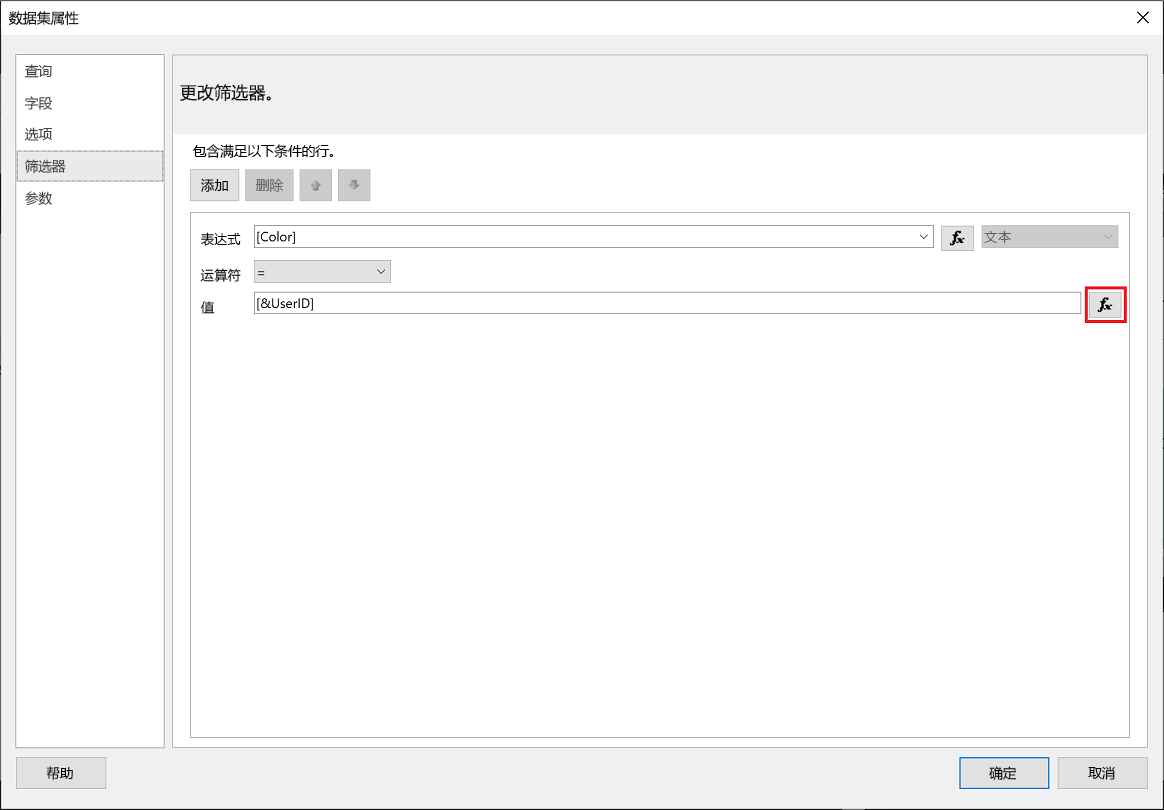 数据集属性
查询
字段
选项
筛选器
参数
更改筛选器。
包含满足以下条件的行。
添加 删除
表达式 [Color] fx 文本
运算符 =
值 [&UserID] fx
帮助 确定 取消